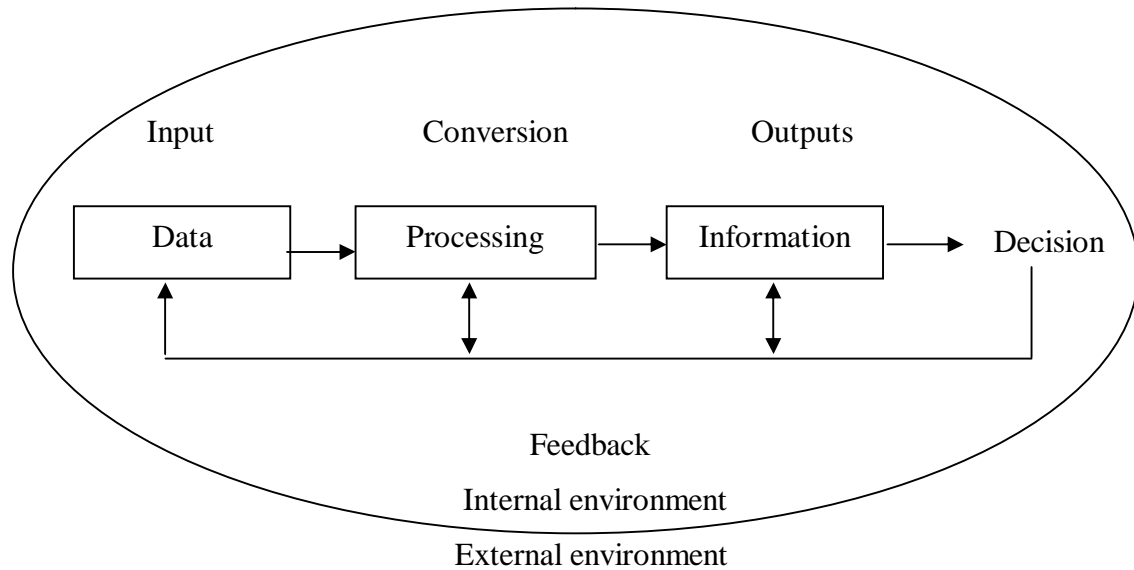 Input Conversion Outputs
Data Processing Information Decision
Feedback
Internal environment
External environment